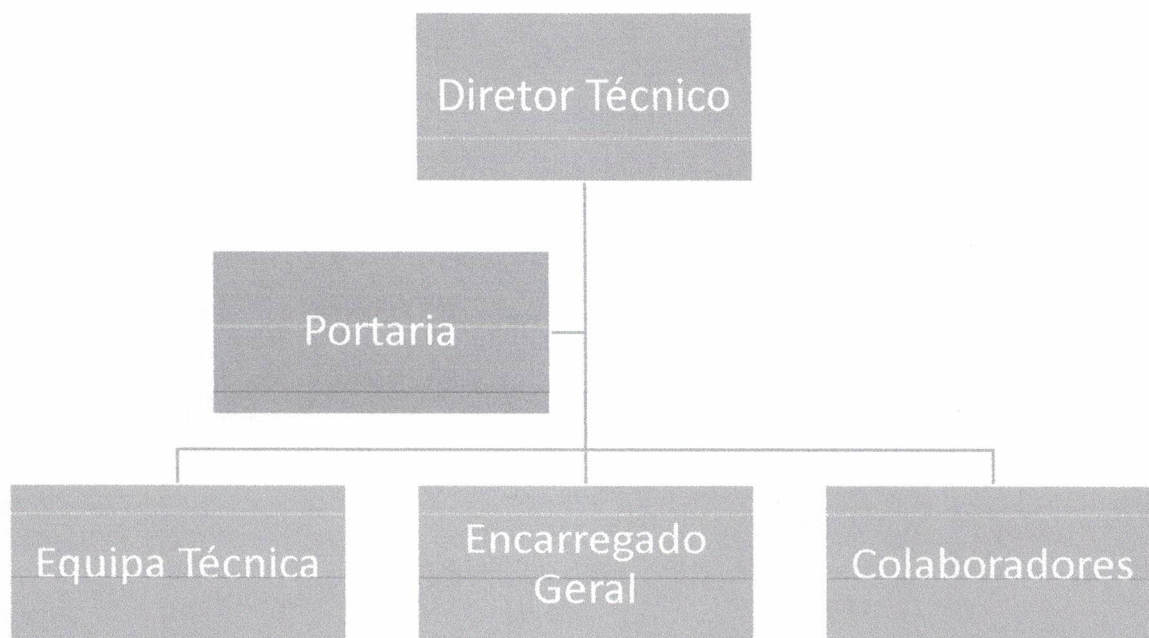 Diretor Técnico
Portaria
Equipa Técnica
Encarregado
Geral
Colaboradores